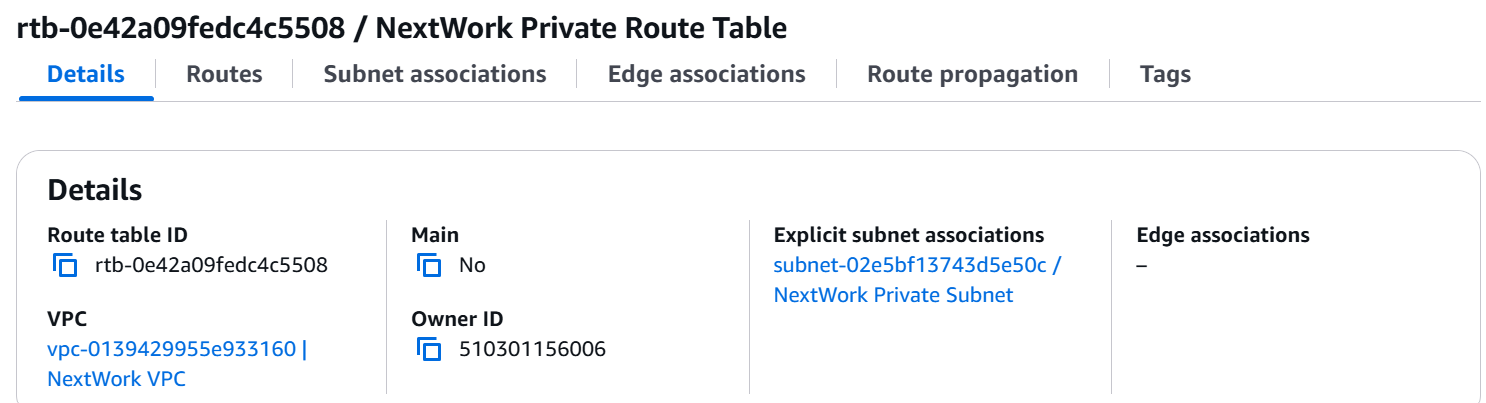 rtb-0e42a09fedc4c5508 / NextWork Private Route Table
Details
Routes
Subnet associations
Edge associations
Route propagation
Tags
Details
Route table ID
rtb-0e42a09fedc4c5508
VPC
vpc-0139429955e933160 |
NextWork VPC
Main
No
Owner ID
510301156006
Explicit subnet associations
subnet-02e5bf13743d5e50c /
NextWork Private Subnet
Edge associations
–